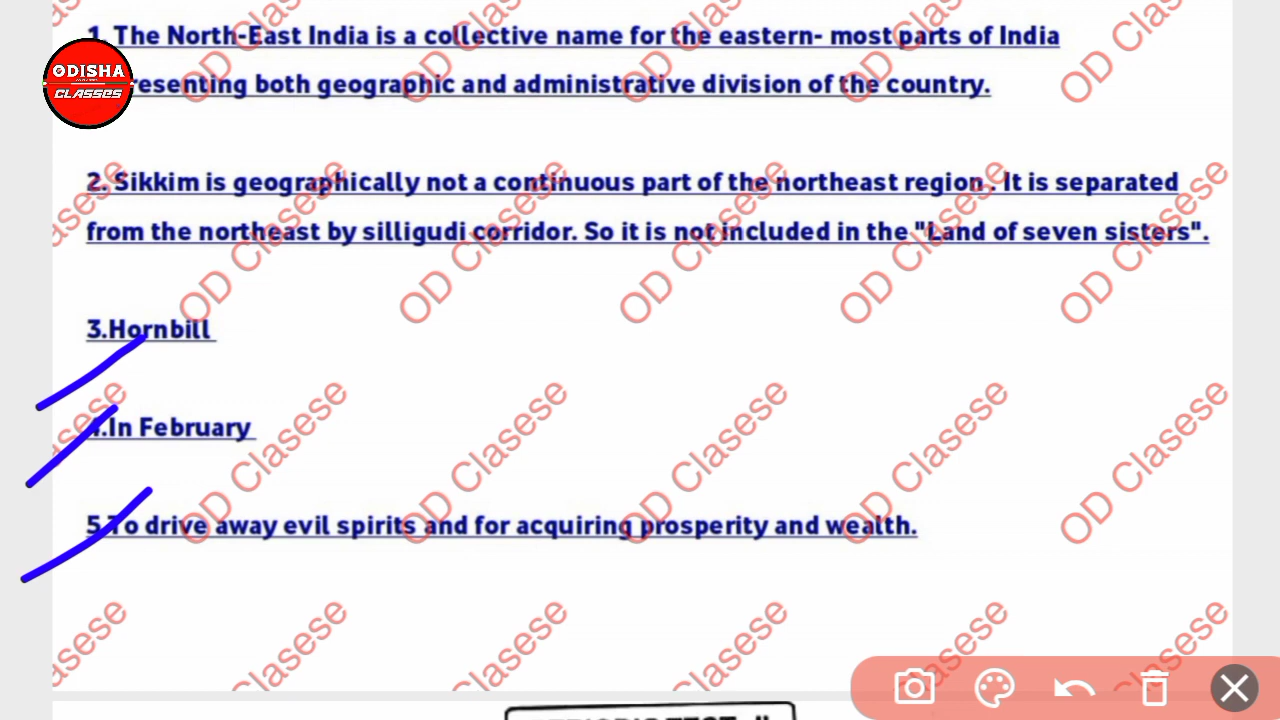 1. The North-East India is a collective name for the eastern- most parts of India
resenting both geographic and administrative division of the country.
ODISHA
CLASSES
2. Sikkim is geographically not a continuous part of the northeast region . It is separated
from the northeast by silligudi corridor. So it is not included in the "Land of seven sisters".
3.Hornbill
4.In February
5.To drive away evil spirits and for acquiring prosperity and wealth.
OD Clasese